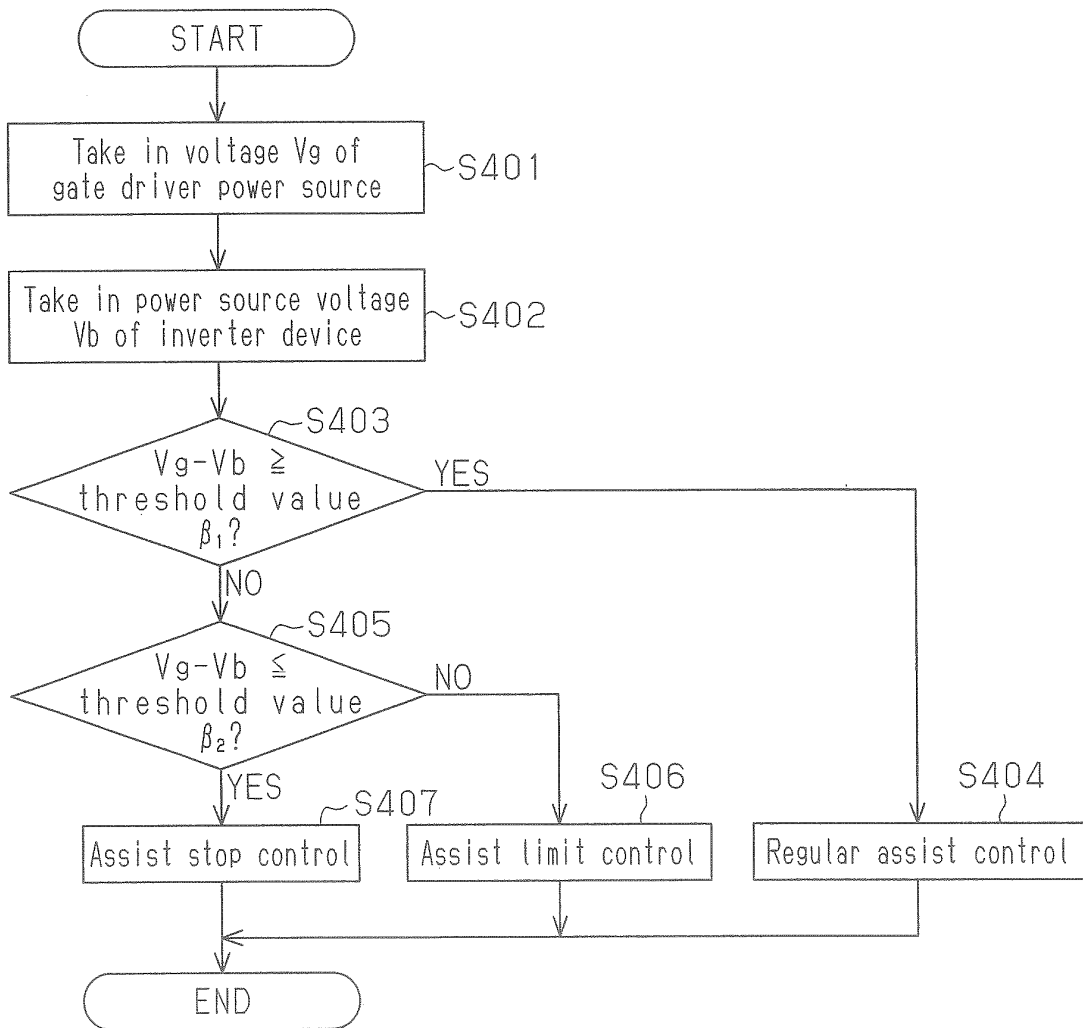 START
Take in voltage Vg of
gate driver power source
S401
Take in power source voltage
Vb of inverter device
S402
S403
Vg-Vb ≧
threshold value
β₁?
YES
NO
S405
Vg-Vb ≦
threshold value
β₂?
NO
YES
S407
Assist stop control
S406
Assist limit control
S404
Regular assist control
END